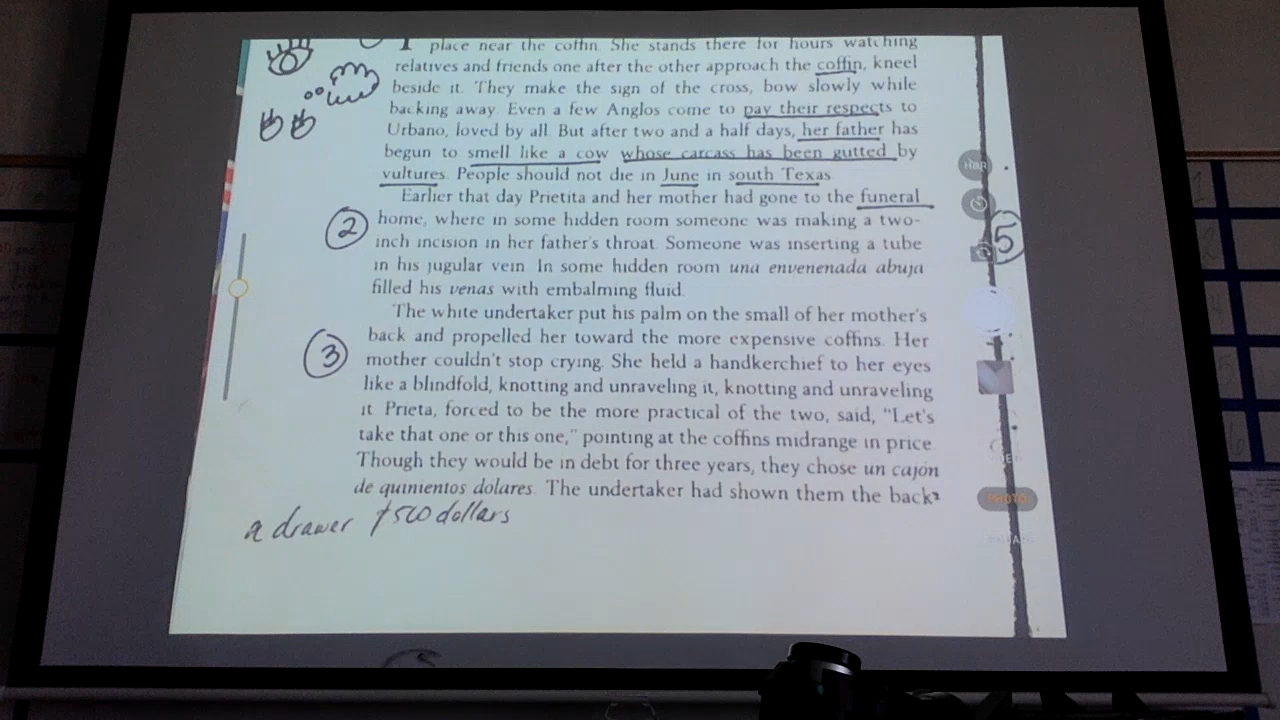 place near the coffin. She stands there for hours watching
relatives and friends one after the other approach the coffin, kneel
beside it. They make the sign of the cross, bow slowly while
backing away. Even a few Anglos come to pay their respects to
Urbano, loved by all. But after two and a half days, her father has
begun to smell like a cow whose carcass has been gutted by
vultures. People should not die in June in south Texas.
Earlier that day Prietita and her mother had gone to the funeral
2 home, where in some hidden room someone was making a two-
inch incision in her father's throat. Someone was inserting a tube
in his jugular vein. In some hidden room una envenenada abuja
filled his venas with embalming fluid.
The white undertaker put his palm on the small of her mother's
back and propelled her toward the more expensive coffins. Her
3 mother couldn't stop crying. She held a handkerchief to her eyes
like a blindfold, knotting and unraveling it, knotting and unraveling
it. Prieta, forced to be the more practical of the two, said, "Let's
take that one or this one," pointing at the coffins midrange in price.
Though they would be in debt for three years, they chose un cajón
de quinientos dolares. The undertaker had shown them the back
a drawer of 500 dollars
HDR
5
PHOTO